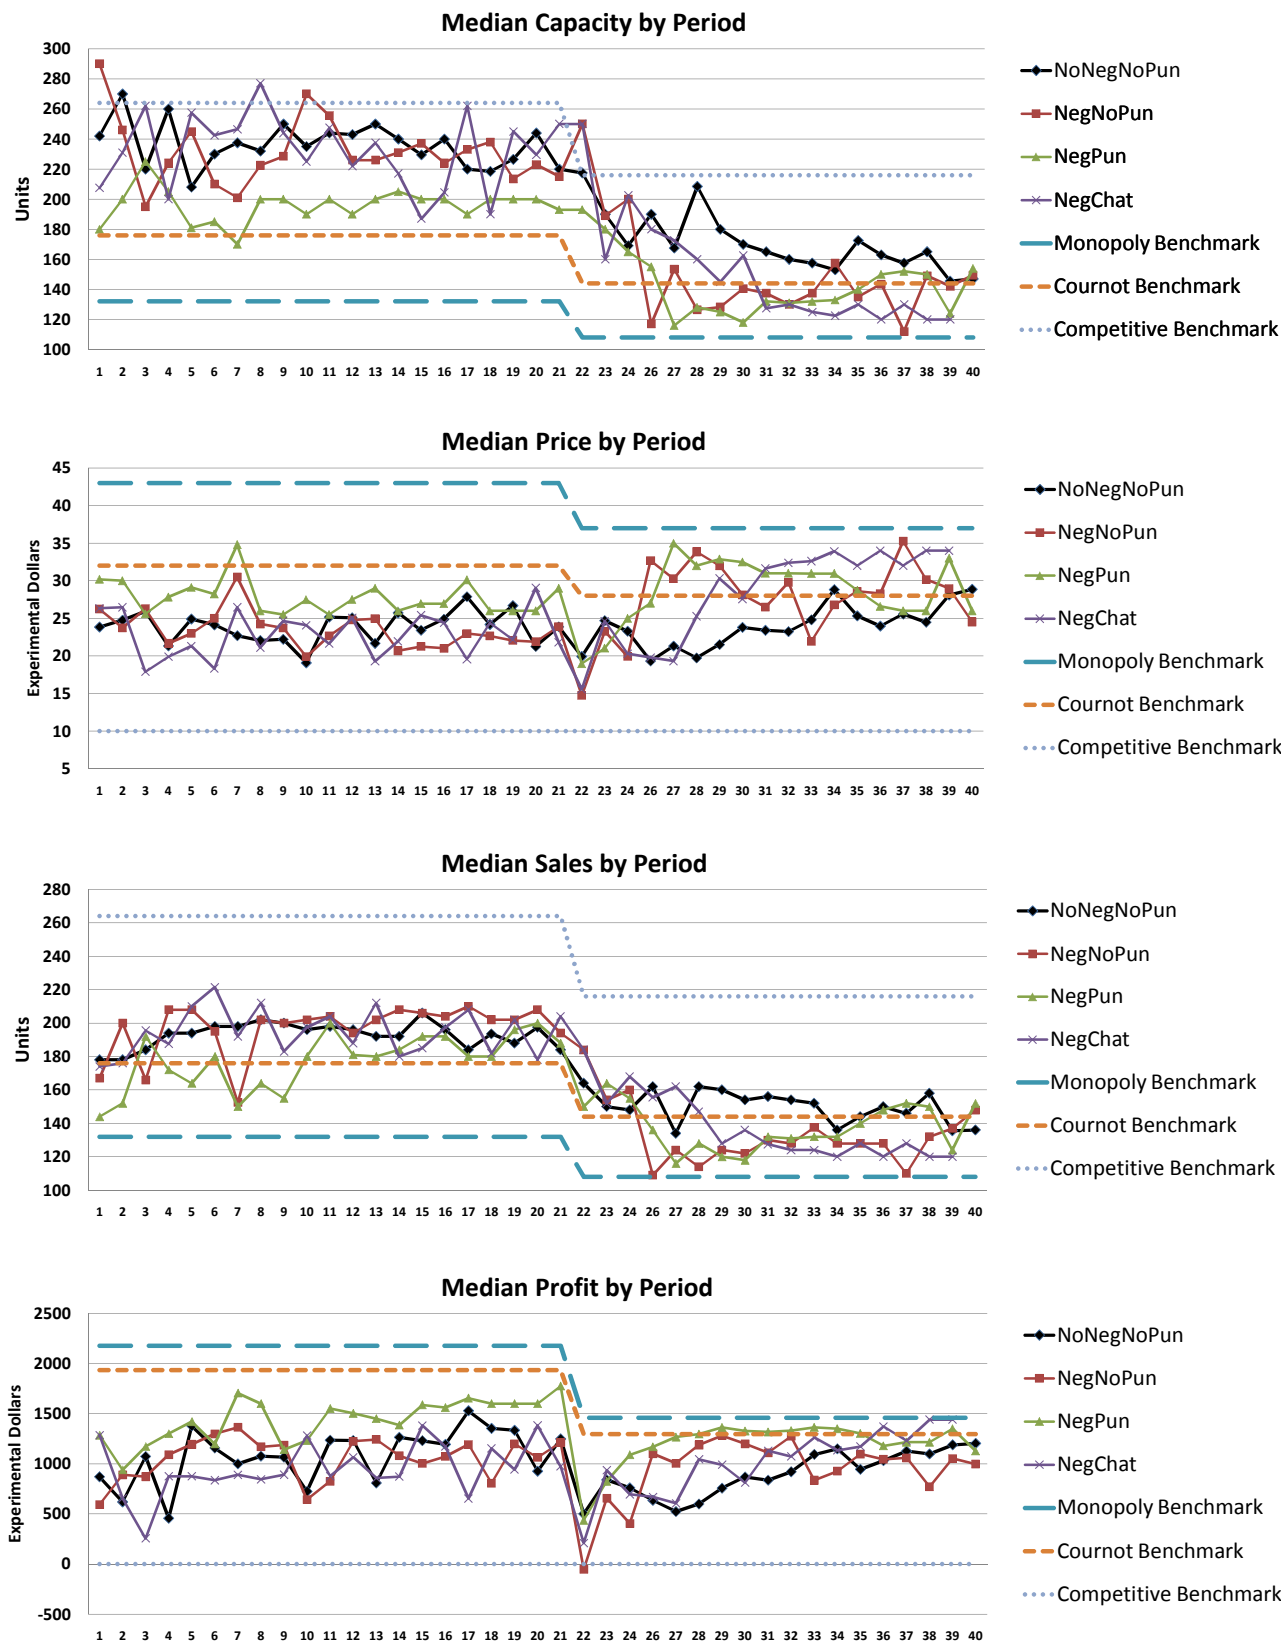 Median Capacity by Period
Units
300
280
260
240
220
200
180
160
140
120
100
1 2 3 4 5 6 7 8 9 10 11 12 13 14 15 16 17 18 19 20 21 22 23 24 26 27 28 29 30 31 32 33 34 35 36 37 38 39 40
NoNegNoPun
NegNoPun
NegPun
NegChat
Monopoly Benchmark
Cournot Benchmark
Competitive Benchmark
Median Price by Period
Experimental Dollars
45
40
35
30
25
20
15
10
5
1 2 3 4 5 6 7 8 9 10 11 12 13 14 15 16 17 18 19 20 21 22 23 24 26 27 28 29 30 31 32 33 34 35 36 37 38 39 40
NoNegNoPun
NegNoPun
NegPun
NegChat
Monopoly Benchmark
Cournot Benchmark
Competitive Benchmark
Median Sales by Period
Units
280
260
240
220
200
180
160
140
120
100
1 2 3 4 5 6 7 8 9 10 11 12 13 14 15 16 17 18 19 20 21 22 23 24 26 27 28 29 30 31 32 33 34 35 36 37 38 39 40
NoNegNoPun
NegNoPun
NegPun
NegChat
Monopoly Benchmark
Cournot Benchmark
Competitive Benchmark
Median Profit by Period
Experimental Dollars
2500
2000
1500
1000
500
0
-500
1 2 3 4 5 6 7 8 9 10 11 12 13 14 15 16 17 18 19 20 21 22 23 24 26 27 28 29 30 31 32 33 34 35 36 37 38 39 40
NoNegNoPun
NegNoPun
NegPun
NegChat
Monopoly Benchmark
Cournot Benchmark
Competitive Benchmark